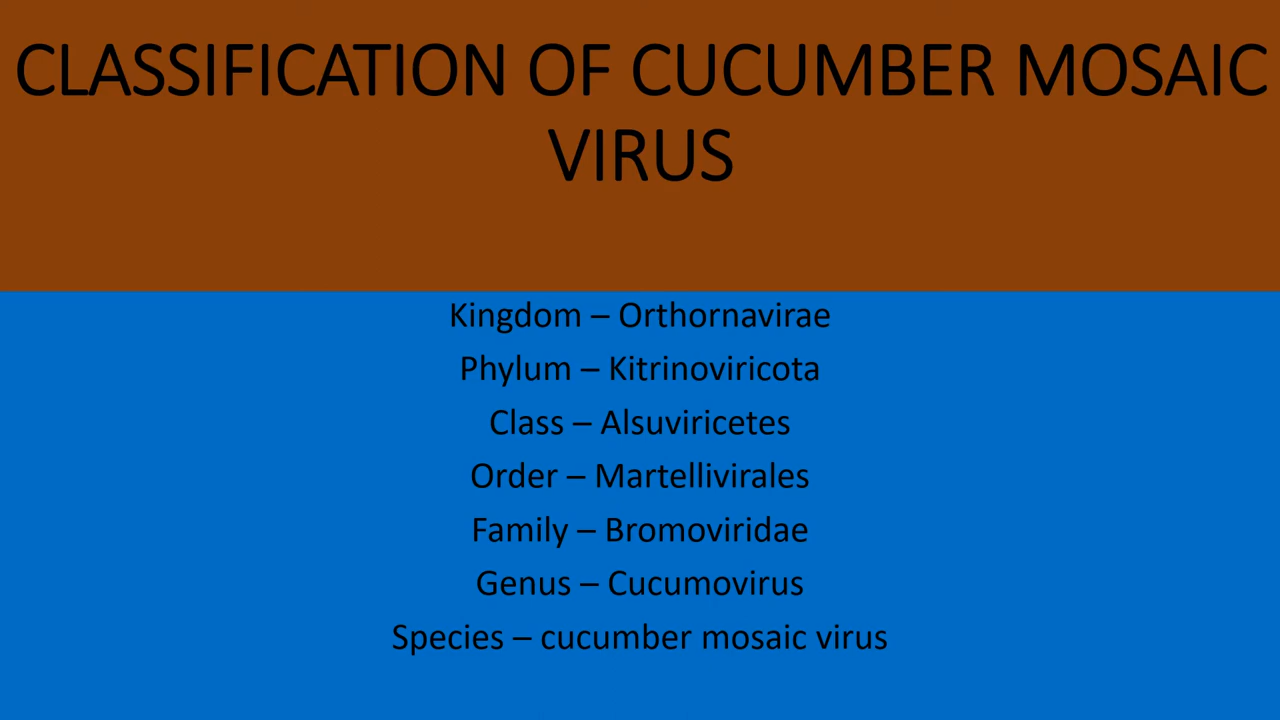 CLASSIFICATION OF CUCUMBER MOSAIC
VIRUS
Kingdom – Orthornavirae
Phylum – Kitrinoviricota
Class – Alsuviricetes
Order – Martellivirales
Family – Bromoviridae
Genus – Cucumovirus
Species – cucumber mosaic virus